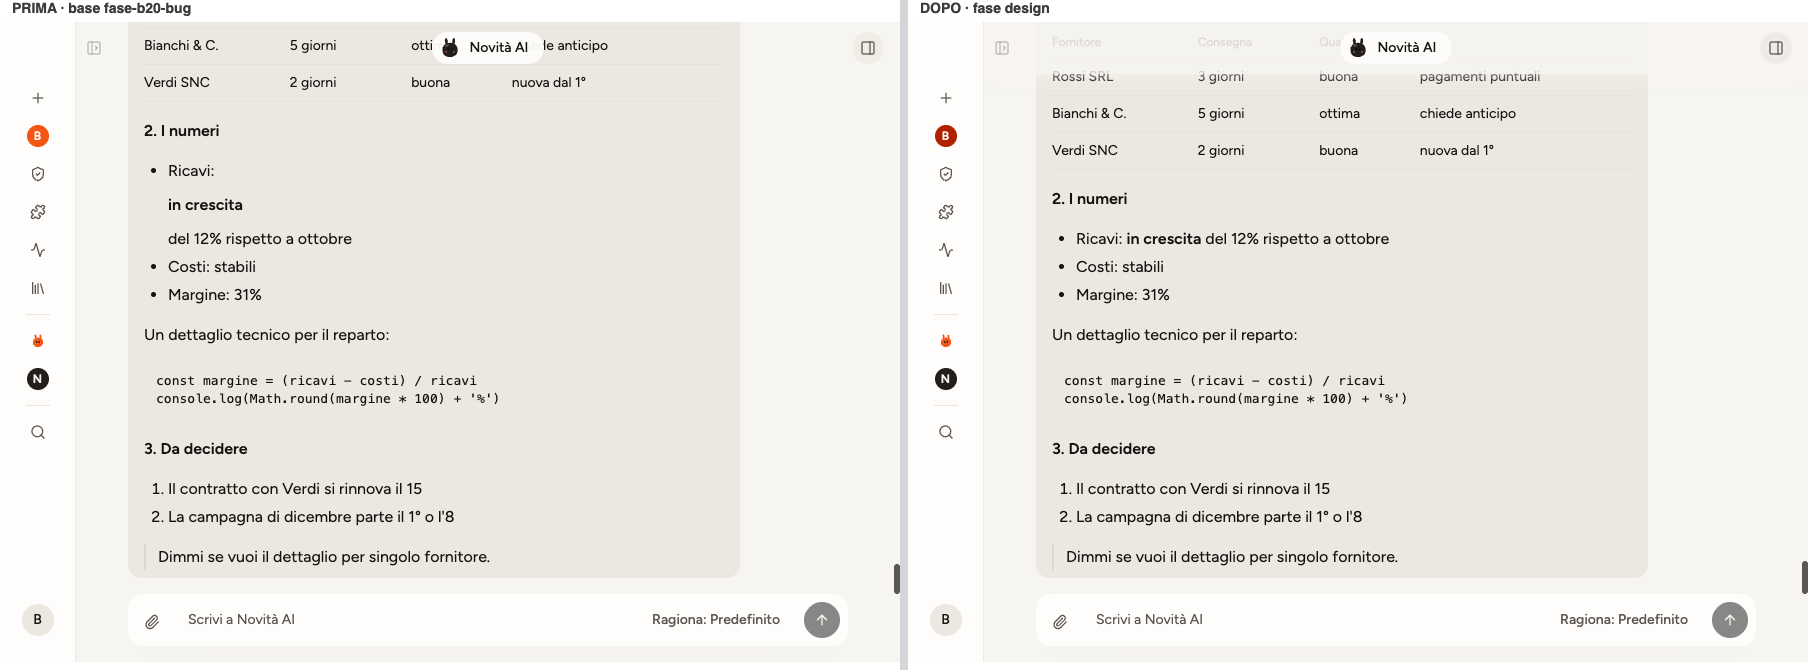 PRIMA · base fase-b20-bug
Novità AI
Bianchi & C. 5 giorni otti de anticipo
Verdi SNC 2 giorni buona nuova dal 1°
B
2. I numeri
• Ricavi:
in crescita
del 12% rispetto a ottobre
• Costi: stabili
• Margine: 31%
Un dettaglio tecnico per il reparto:
N
const margine = (ricavi - costi) / ricavi
console.log(Math.round(margine * 100) + '%')
3. Da decidere
1. Il contratto con Verdi si rinnova il 15
2. La campagna di dicembre parte il 1° o l'8
Dimmi se vuoi il dettaglio per singolo fornitore.
B
Scrivi a Novità AI Ragiona: Predefinito
DOPO · fase design
Novità AI
Fornitore Consegna Qua
Rossi SRL 3 giorni buona pagamenti puntuali
Bianchi & C. 5 giorni ottima chiede anticipo
Verdi SNC 2 giorni buona nuova dal 1°
B
2. I numeri
• Ricavi: in crescita del 12% rispetto a ottobre
• Costi: stabili
• Margine: 31%
Un dettaglio tecnico per il reparto:
N
const margine = (ricavi - costi) / ricavi
console.log(Math.round(margine * 100) + '%')
3. Da decidere
1. Il contratto con Verdi si rinnova il 15
2. La campagna di dicembre parte il 1° o l'8
Dimmi se vuoi il dettaglio per singolo fornitore.
B
Scrivi a Novità AI Ragiona: Predefinito